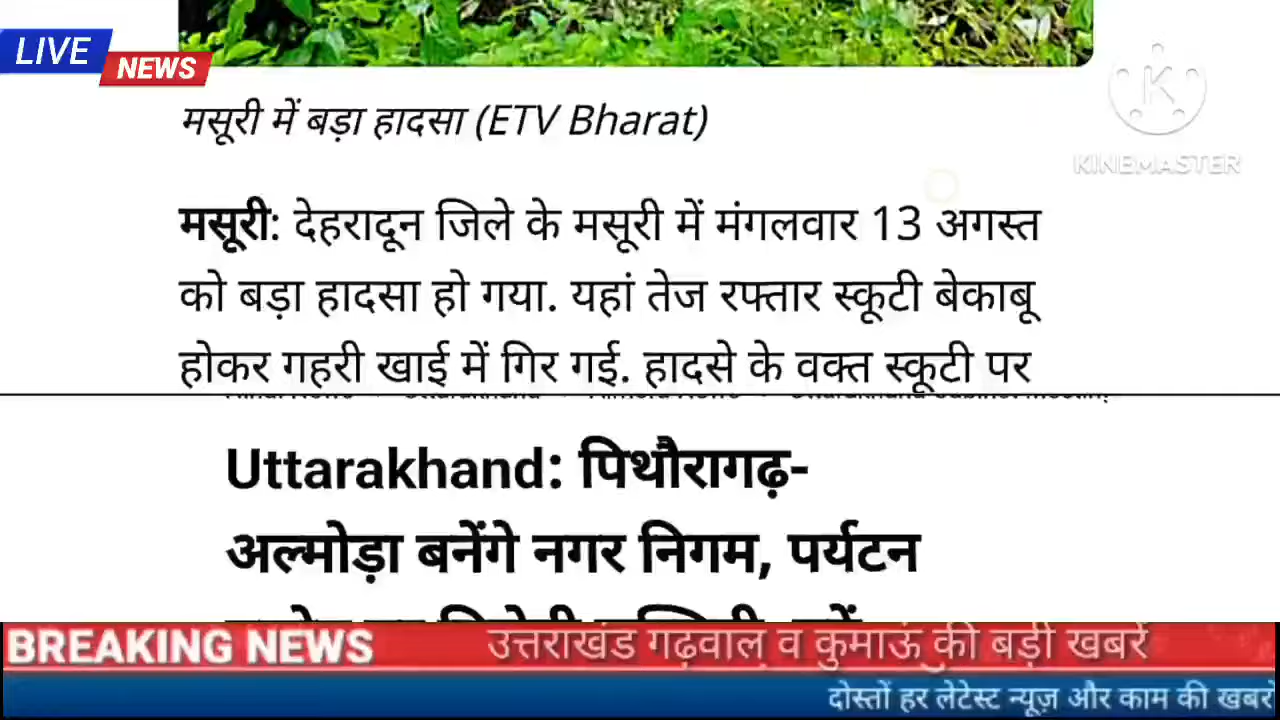 LIVE
NEWS
KINEMASTER
मसूरी में बड़ा हादसा (ETV Bharat)
मसूरी: देहरादून जिले के मसूरी में मंगलवार 13 अगस्त
को बड़ा हादसा हो गया. यहां तेज रफ्तार स्कूटी बेकाबू
होकर गहरी खाई में गिर गई. हादसे के वक्त स्कूटी पर
Uttarakhand: पिथौरागढ़-
अल्मोड़ा बनेंगे नगर निगम, पर्यटन
BREAKING NEWS
उत्तराखंड गढ़वाल व कुमाऊं की बड़ी खबरें
दोस्तों हर लेटेस्ट न्यूज़ और काम की खबरों